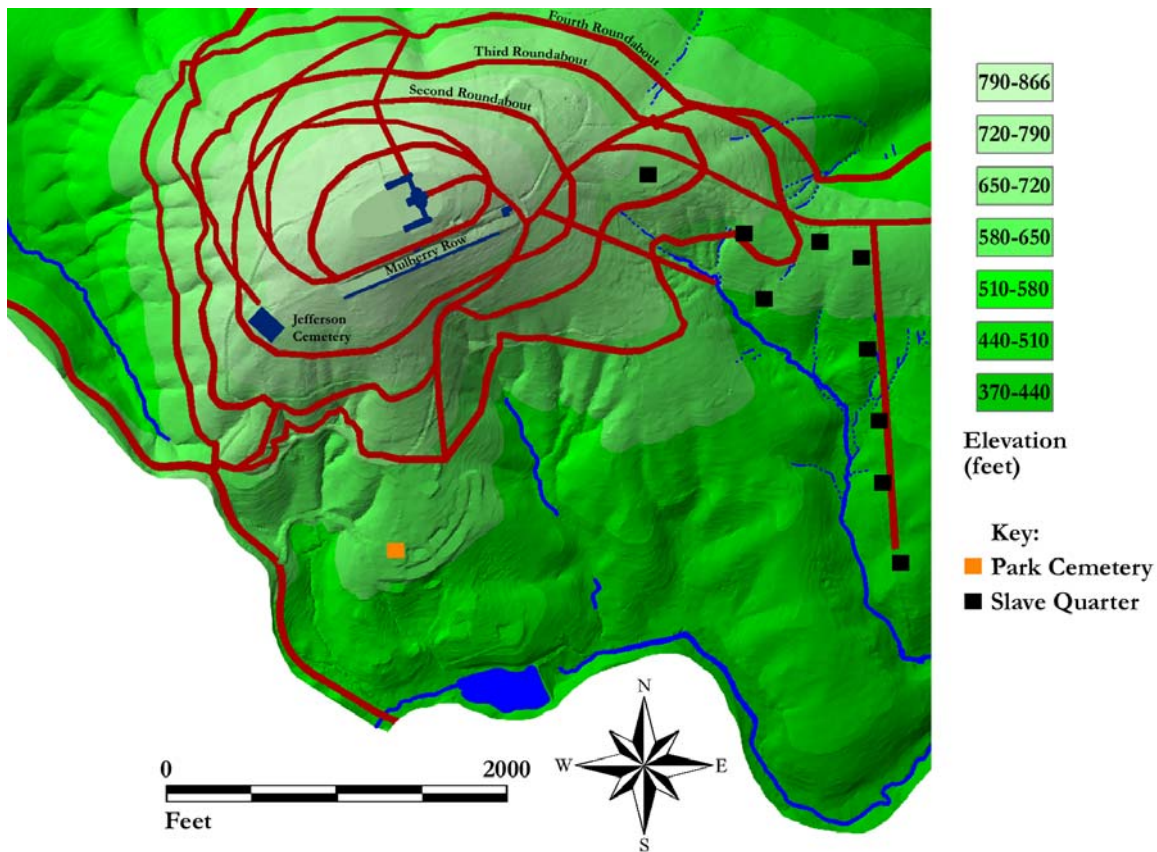 Fourth Roundabout
Third Roundabout
Second Roundabout
Mulberry Row
Jefferson
Cemetery
790-866
720-790
650-720
580-650
510-580
440-510
370-440
Elevation
(feet)
Key:
Park Cemetery
Slave Quarter
0 2000
Feet
N
W E
S